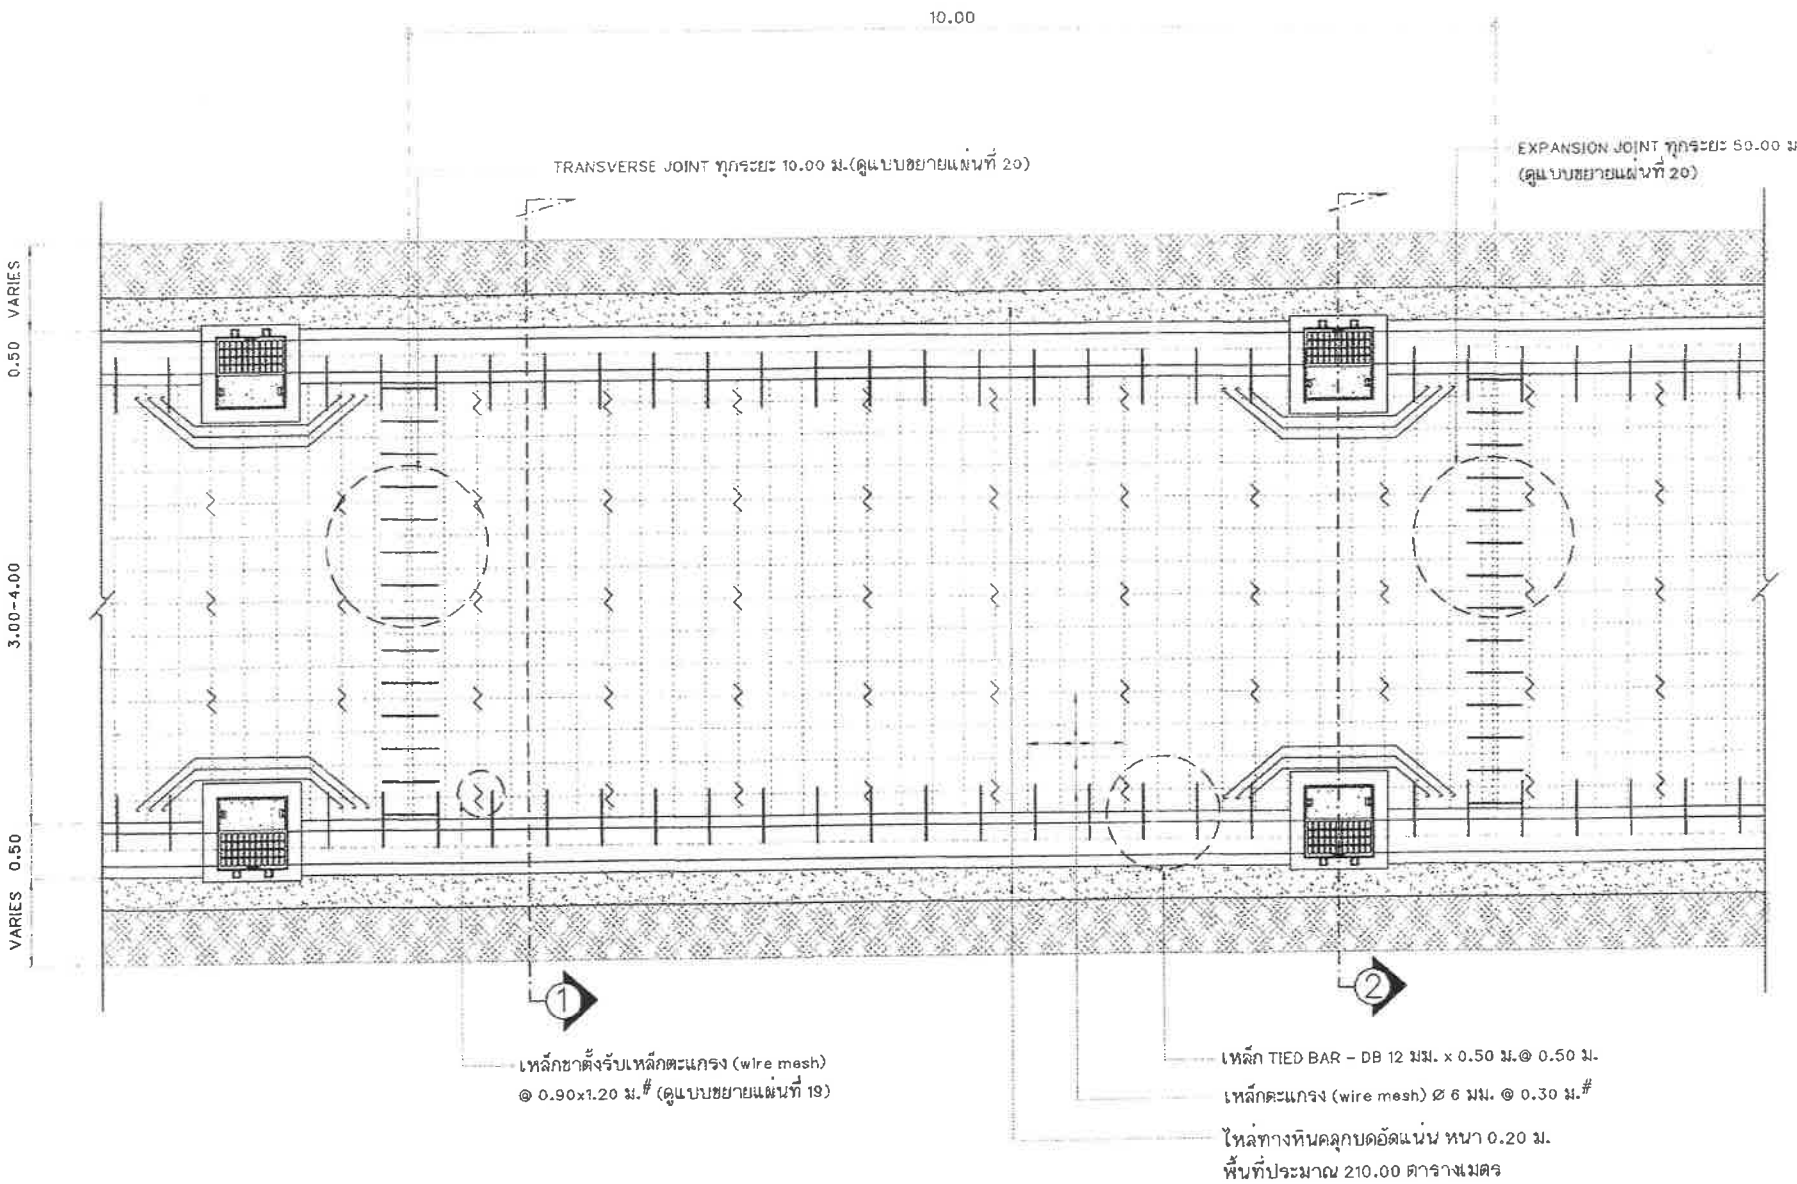 10.00
TRANSVERSE JOINT ทุกระยะ 10.00 ม.(ดูแบบขยายแผ่นที่ 20)
EXPANSION JOINT ทุกระยะ 50.00 ม
(ดูแบบขยายแผ่นที่ 20)
VARIES
0.50
3.00-4.00
0.50
VARIES
1
2
เหล็กขาตั้งรับเหล็กตะแกรง (wire mesh)
@ 0.90x1.20 ม.# (ดูแบบขยายแผ่นที่ 19)
เหล็ก TIED BAR - DB 12 มม. x 0.50 ม.@ 0.50 ม.
เหล็กตะแกรง (wire mesh) Ø 6 มม. @ 0.30 ม.#
ไหล่ทางหินคลุกบดอัดแน่น หนา 0.20 ม.
พื้นที่ประมาณ 210.00 ตารางเมตร